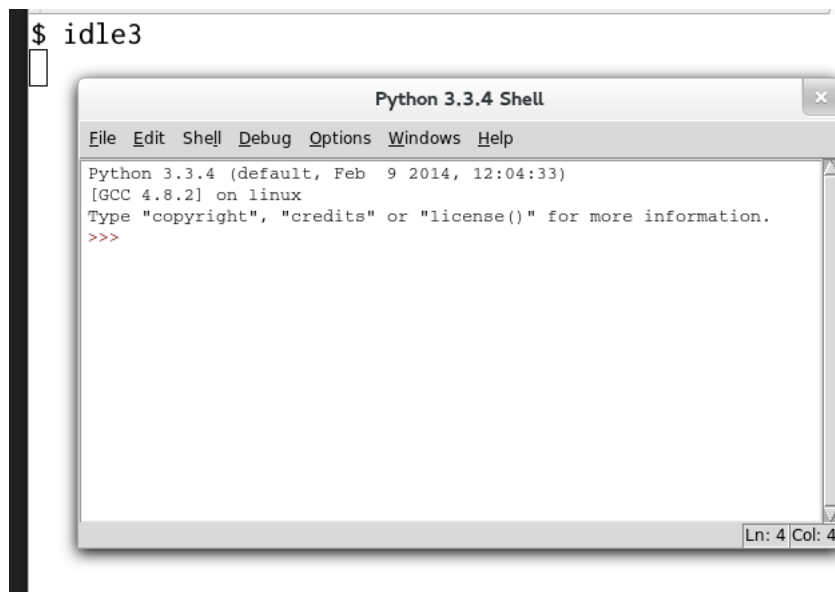 $ idle3
Python 3.3.4 Shell
File Edit Shell Debug Options Windows Help
Python 3.3.4 (default, Feb  9 2014, 12:04:33)
[GCC 4.8.2] on linux
Type "copyright", "credits" or "license()" for more information.
>>>
Ln: 4 Col: 4